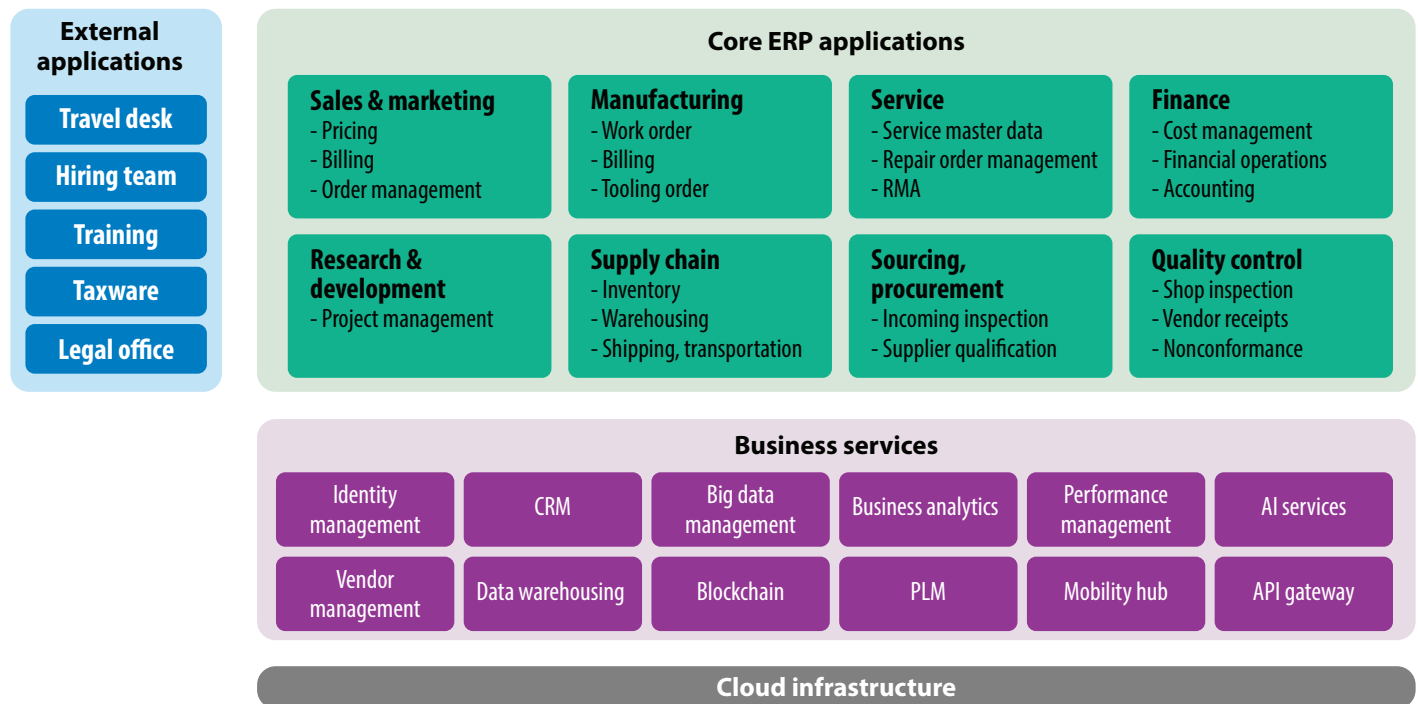 External
applications
Travel desk
Hiring team
Training
Taxware
Legal office
Core ERP applications
Sales & marketing
- Pricing
- Billing
- Order management
Manufacturing
- Work order
- Billing
- Tooling order
Service
- Service master data
- Repair order management
- RMA
Finance
- Cost management
- Financial operations
- Accounting
Research &
development
- Project management
Supply chain
- Inventory
- Warehousing
- Shipping, transportation
Sourcing,
procurement
- Incoming inspection
- Supplier qualification
Quality control
- Shop inspection
- Vendor receipts
- Nonconformance
Business services
Identity
management
CRM
Big data
management
Business analytics
Performance
management
AI services
Vendor
management
Data warehousing
Blockchain
PLM
Mobility hub
API gateway
Cloud infrastructure